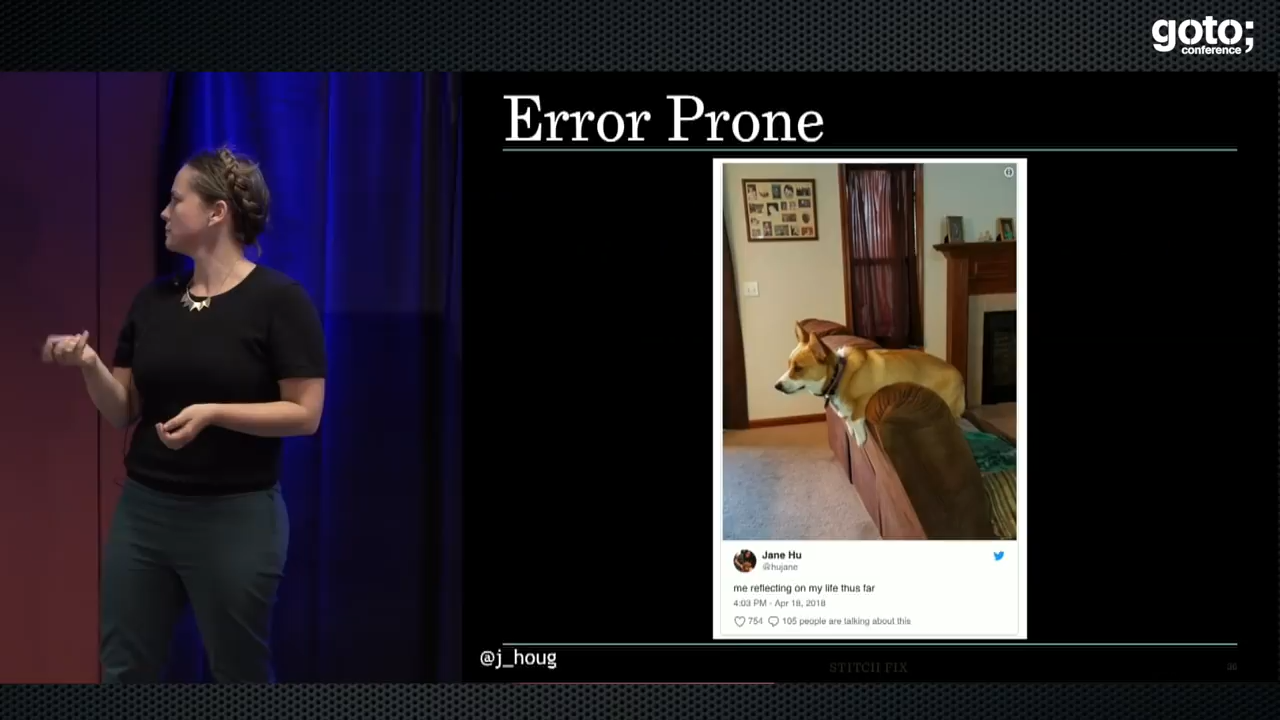 goto;
conference
Error Prone
Jane Hu
@hujane
me reflecting on my life thus far
4:03 PM - Apr 18, 2018
754 105 people are talking about this
@j_houg
STITCH FIX